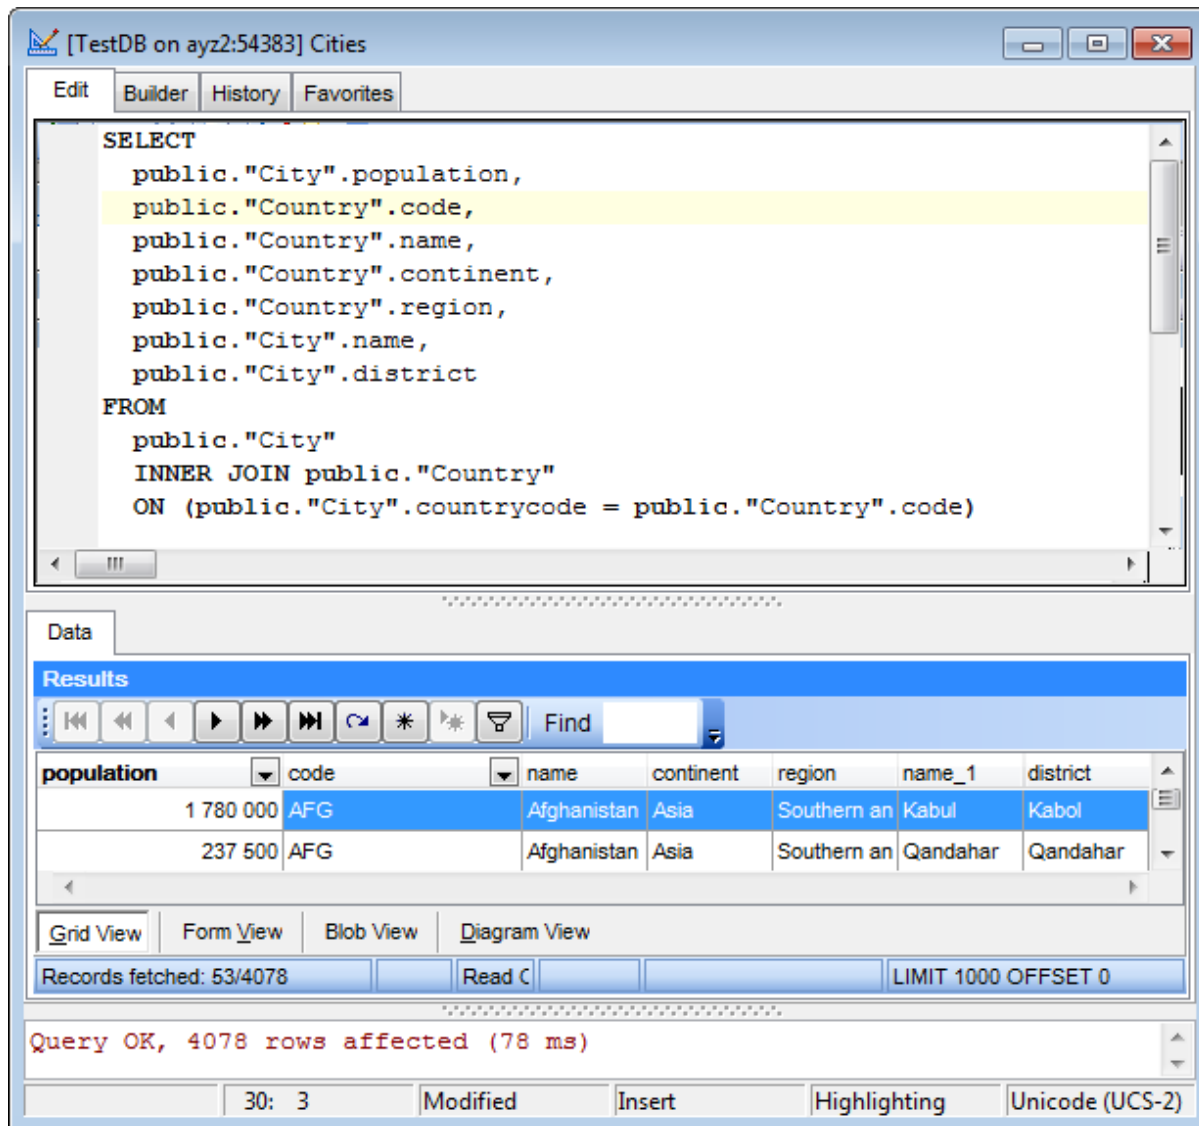 [TestDB on ayz2:54383] Cities
Edit Builder History Favorites
SELECT
public."City".population,
public."Country".code,
public."Country".name,
public."Country".continent,
public."Country".region,
public."City".name,
public."City".district
FROM
public."City"
INNER JOIN public."Country"
ON (public."City".countrycode = public."Country".code)
Data
Results
Find
population code name continent region name_1 district
1 780 000 AFG Afghanistan Asia Southern an Kabul Kabol
237 500 AFG Afghanistan Asia Southern an Qandahar Qandahar
Grid View Form View Blob View Diagram View
Records fetched: 53/4078 Read LIMIT 1000 OFFSET 0
Query OK, 4078 rows affected (78 ms)
30: 3 Modified Insert Highlighting Unicode (UCS-2)